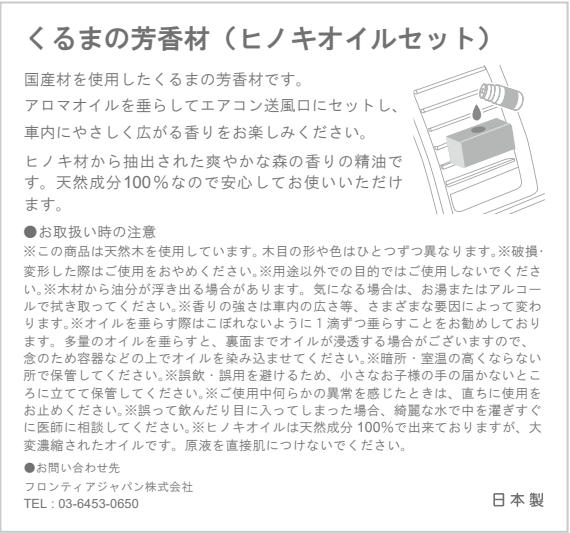 くるまの芳香材（ヒノキオイルセット）
国産材を使用したくるまの芳香材です。
アロマオイルを垂らしてエアコン送風口にセットし、
車内にやさしく広がる香りをお楽しみください。
ヒノキ材から抽出された爽やかな森の香りの精油で
す。天然成分100％なので安心してお使いいただけ
ます。
●お取扱い時の注意
※この商品は天然木を使用しています。木目の形や色はひとつずつ異なります。※破損・
変形した際はご使用をおやめください。※用途以外での目的ではご使用しないでくださ
い。※木材から油分が浮き出る場合があります。気になる場合は、お湯またはアルコー
ルで拭き取ってください。※香りの強さは車内の広さ等、さまざまな要因によって変わ
ります。※オイルを垂らす際はこぼれないように１滴ずつ垂らすことをお勧めしており
ます。多量のオイルを垂らすと、裏面までオイルが浸透する場合がございますので、
念のため容器などの上でオイルを染み込ませてください。※暗所・室温の高くならない
所で保管してください。※誤飲・誤用を避けるため、小さなお子様の手の届かないとこ
ろに立てて保管してください。※ご使用中何らかの異常を感じたときは、直ちに使用を
お止めください。※誤って飲んだり目に入ってしまった場合、綺麗な水で中を濯ぎすぐ
に医師に相談してください。※ヒノキオイルは天然成分 100％で出来ておりますが、大
変濃縮されたオイルです。原液を直接肌につけないでください。
●お問い合わせ先
フロンティアジャパン株式会社
TEL : 03-6453-0650
日本製